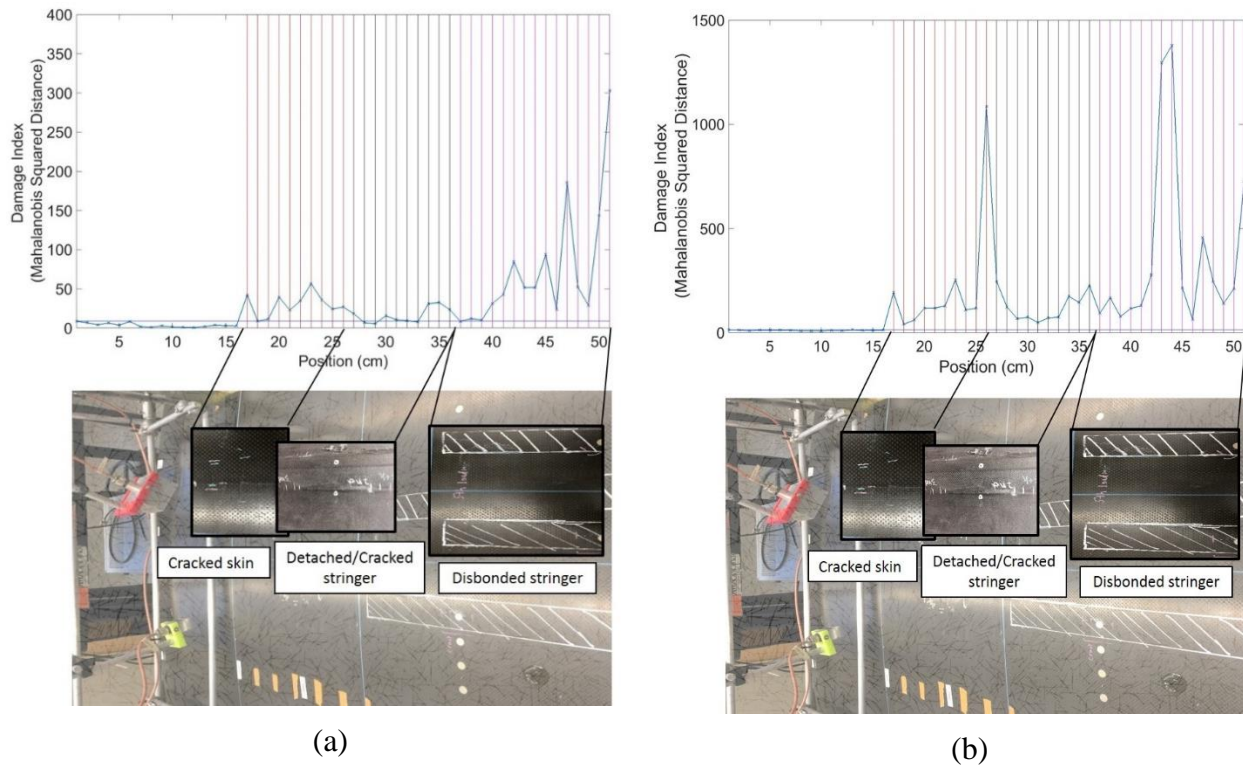 400
350
300
250
200
150
100
50
0
Damage Index
(Mahalanobis Squared Distance)
5 10 15 20 25 30 35 40 45 50
Position (cm)
Cracked skin
Detached/Cracked
stringer
Disbonded stringer
(a)
1500
1000
500
0
Damage Index
(Mahalanobis Squared Distance)
5 10 15 20 25 30 35 40 45 50
Position (cm)
Cracked skin
Detached/Cracked
stringer
Disbonded stringer
(b)